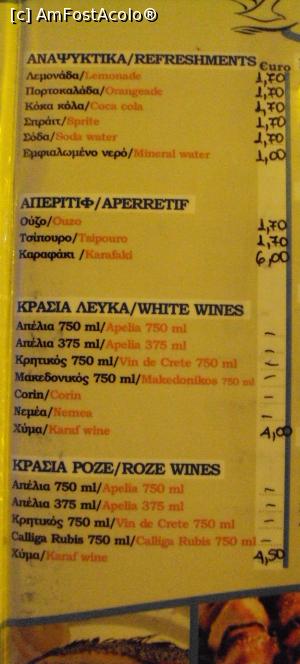 [c] AmFostAcolo®
ΑΝΑΨΥΚΤΙΚΑ/REFRESHMENTS €uro
Λεμονάδα/Lemonade 1,70
Πορτοκαλάδα/Orangeade 1,70
Κόκα κόλα/Coca cola 1,70
Σπράιτ/Sprite 1,70
Σόδα/Soda water 1,70
Εμφιαλωμένο νερό/Mineral water 1,00
ΑΠΕΡΙΤΙΦ/APERRETIF
Ούζο/Ouzo 1,70
Τσίπουρο/Tsipouro 1,70
Καραφάκι /Karafaki 6,00
ΚΡΑΣΙΑ ΛΕΥΚΑ/WHITE WINES
Απέλια 750 ml/Apelia 750 ml
Απέλια 375 ml/Apelia 375 ml
Κρητικός 750 ml/Vin de Crete 750 ml
Μακεδονικός 750 ml/Makedonikos 750 ml
Corin/Corin
Νεμέα/Nemea
Χύμα/Karaf wine 4,00
ΚΡΑΣΙΑ ΡΟΖΕ/ROZE WINES
Απέλια 750 ml/Apelia 750 ml
Απέλια 375 ml/Apelia 375 ml
Κρητικός 750 ml/Vin de Crete 750 ml
Calliga Rubis 750 ml/Calliga Rubis 750 ml
Χύμα/Karaf wine 4,50